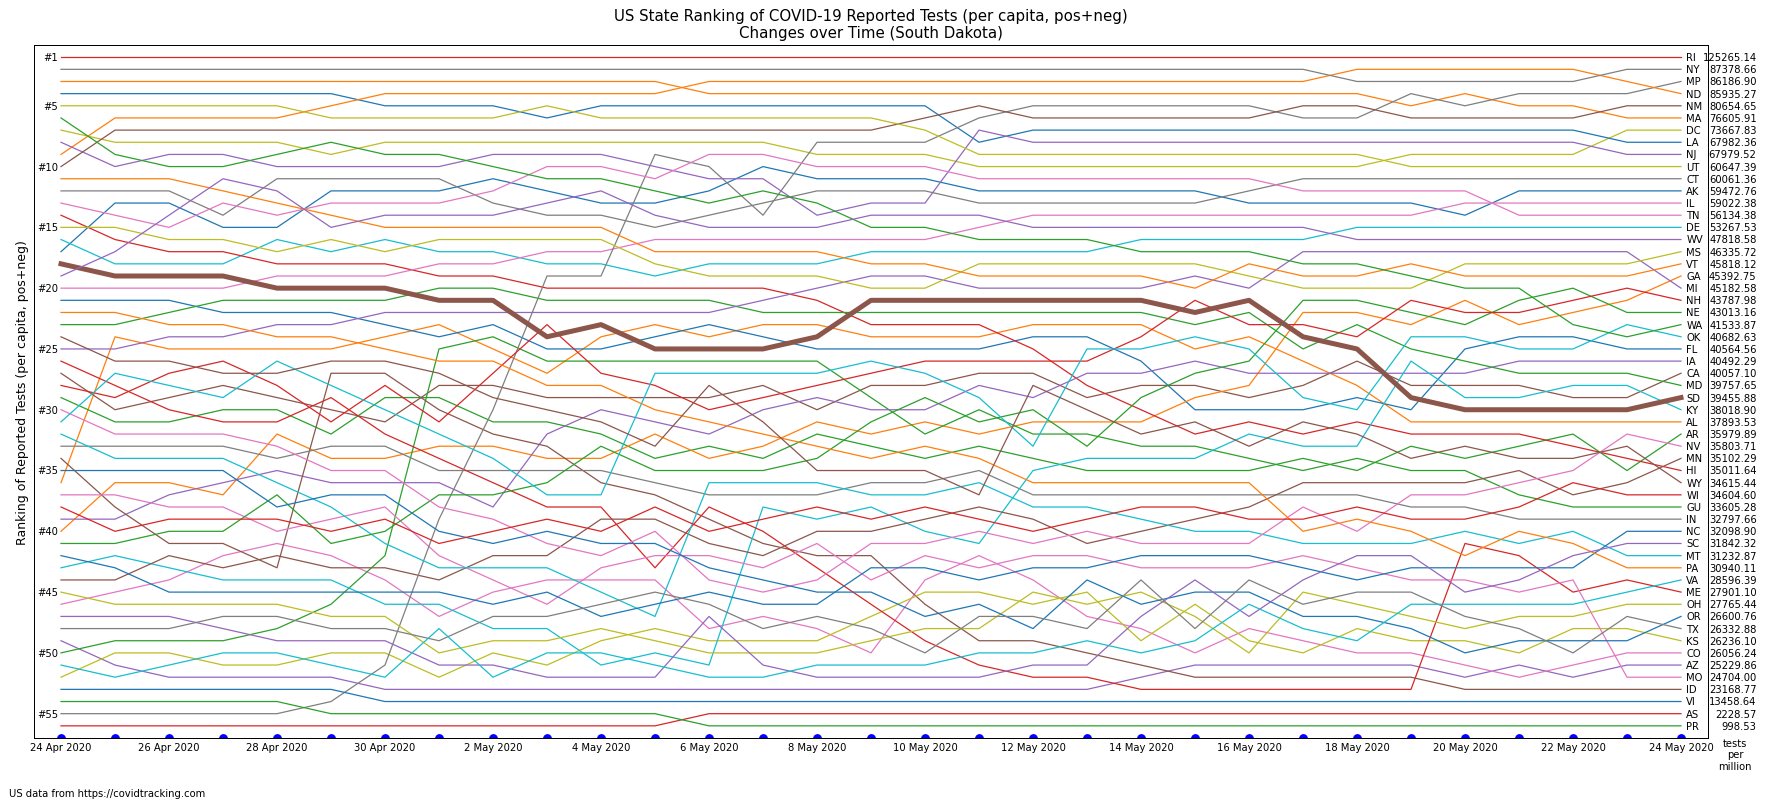 US State Ranking of COVID-19 Reported Tests (per capita, pos+neg)
Changes over Time (South Dakota)
Ranking of Reported Tests (per capita, pos+neg)
#1
#5
#10
#15
#20
#25
#30
#35
#40
#45
#50
#55
RI 125265.14
NY 87378.66
MP 86186.90
ND 85935.27
NM 80654.65
MA 76605.91
DC 73667.83
LA 67982.36
NJ 67979.52
UT 60647.39
CT 60061.36
AK 59472.76
IL 59022.38
TN 56134.38
DE 53267.53
WV 47818.58
MS 46335.72
VT 45818.12
GA 45392.75
MI 45182.58
NH 43787.98
NE 43013.16
WA 41533.87
OK 40682.63
FL 40564.56
IA 40492.29
CA 40057.10
MD 39757.65
SD 39455.88
KY 38018.90
AL 37893.53
AR 35979.89
NV 35803.71
MN 35102.29
HI 35011.64
WY 34615.44
WI 34604.60
GU 33605.28
IN 32797.66
NC 32098.90
SC 31842.32
MT 31232.87
PA 30940.11
VA 28596.39
ME 27901.10
OH 27765.44
OR 26600.76
TX 26332.88
KS 26236.10
CO 26056.24
AZ 25229.86
MO 24704.00
ID 23168.77
VI 13458.64
AS 2228.57
PR 998.53
24 Apr 2020
26 Apr 2020
28 Apr 2020
30 Apr 2020
2 May 2020
4 May 2020
6 May 2020
8 May 2020
10 May 2020
12 May 2020
14 May 2020
16 May 2020
18 May 2020
20 May 2020
22 May 2020
24 May 2020
tests
per
million
US data from https://covidtracking.com